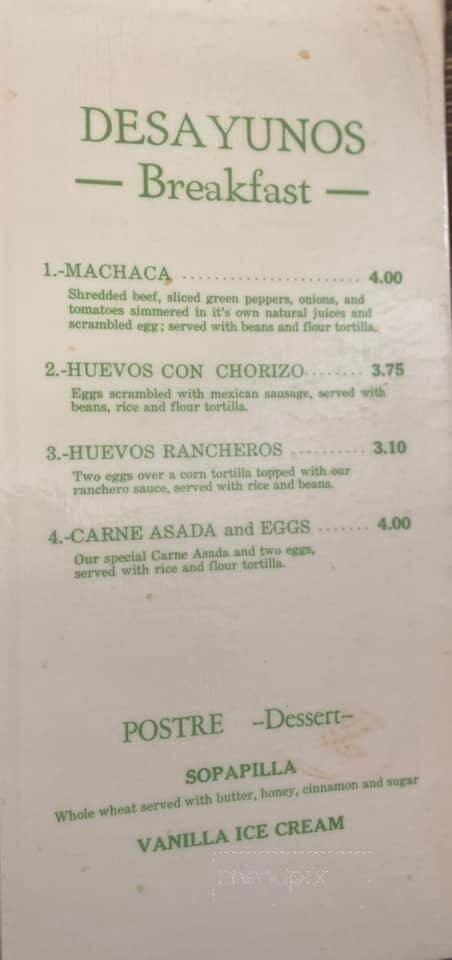 DESAYUNOS
— Breakfast —
1.-MACHACA ........................ 4.00
Shredded beef, sliced green peppers, onions, and
tomatoes simmered in it's own natural juices and
scrambled egg; served with beans and flour tortilla.
2.-HUEVOS CON CHORIZO........ 3.75
Eggs scrambled with mexican sausage, served with
beans, rice and flour tortilla.
3.-HUEVOS RANCHEROS .......... 3.10
Two eggs over a corn tortilla topped with our
ranchero sauce, served with rice and beans.
4.-CARNE ASADA and EGGS ....... 4.00
Our special Carne Asada and two eggs,
served with rice and flour tortilla.
POSTRE -Dessert-
SOPAPILLA
Whole wheat served with butter, honey, cinnamon and sugar
VANILLA ICE CREAM
menupix